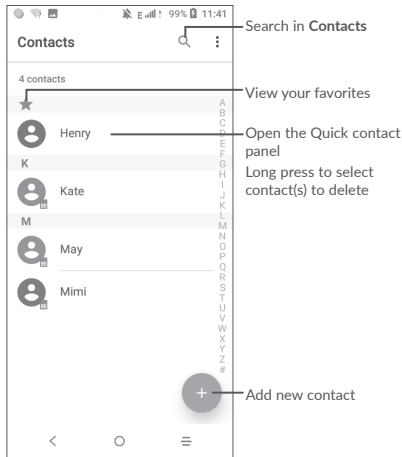 E 99% 11:41
Contacts
Search in Contacts
4 contacts
View your favorites
Henry
Open the Quick contact
panel
Long press to select
contact(s) to delete
K
Kate
M
May
Mimi
A
B
C
D
E
F
G
H
I
J
K
L
M
N
O
P
Q
R
S
T
U
V
W
X
Y
Z
#
+
Add new contact